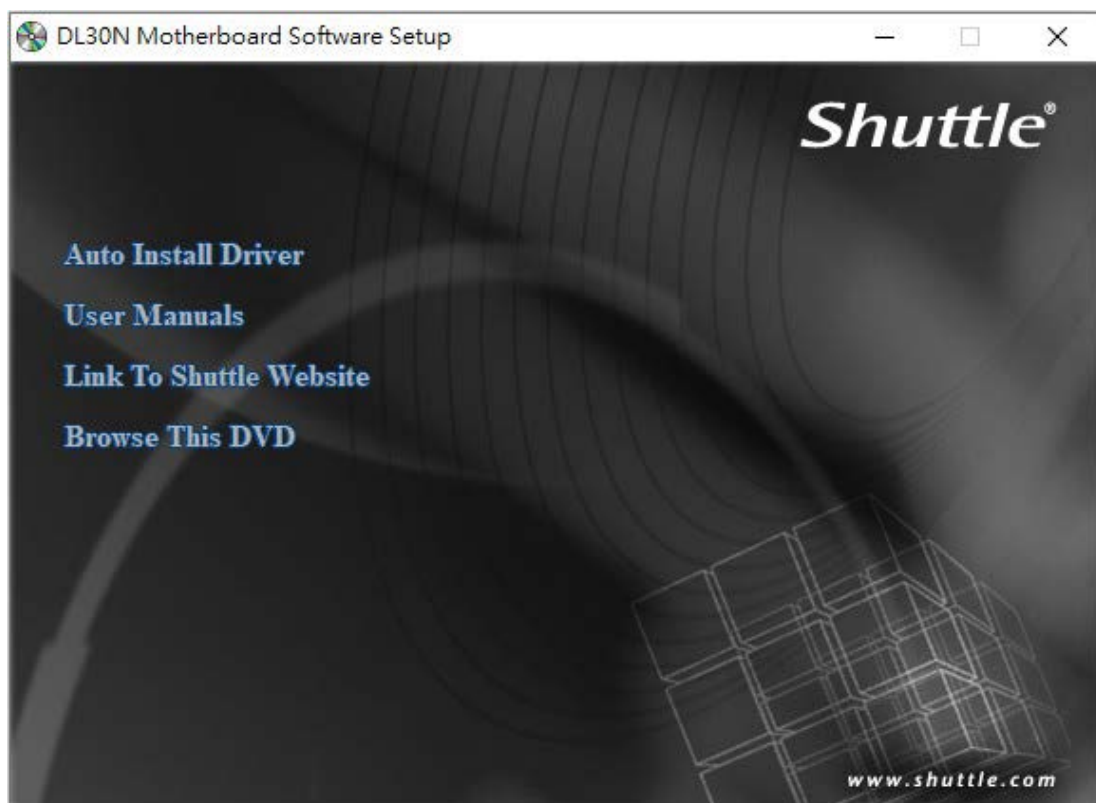 DL30N Motherboard Software Setup
Shuttle®
Auto Install Driver
User Manuals
Link To Shuttle Website
Browse This DVD
www.shuttle.com